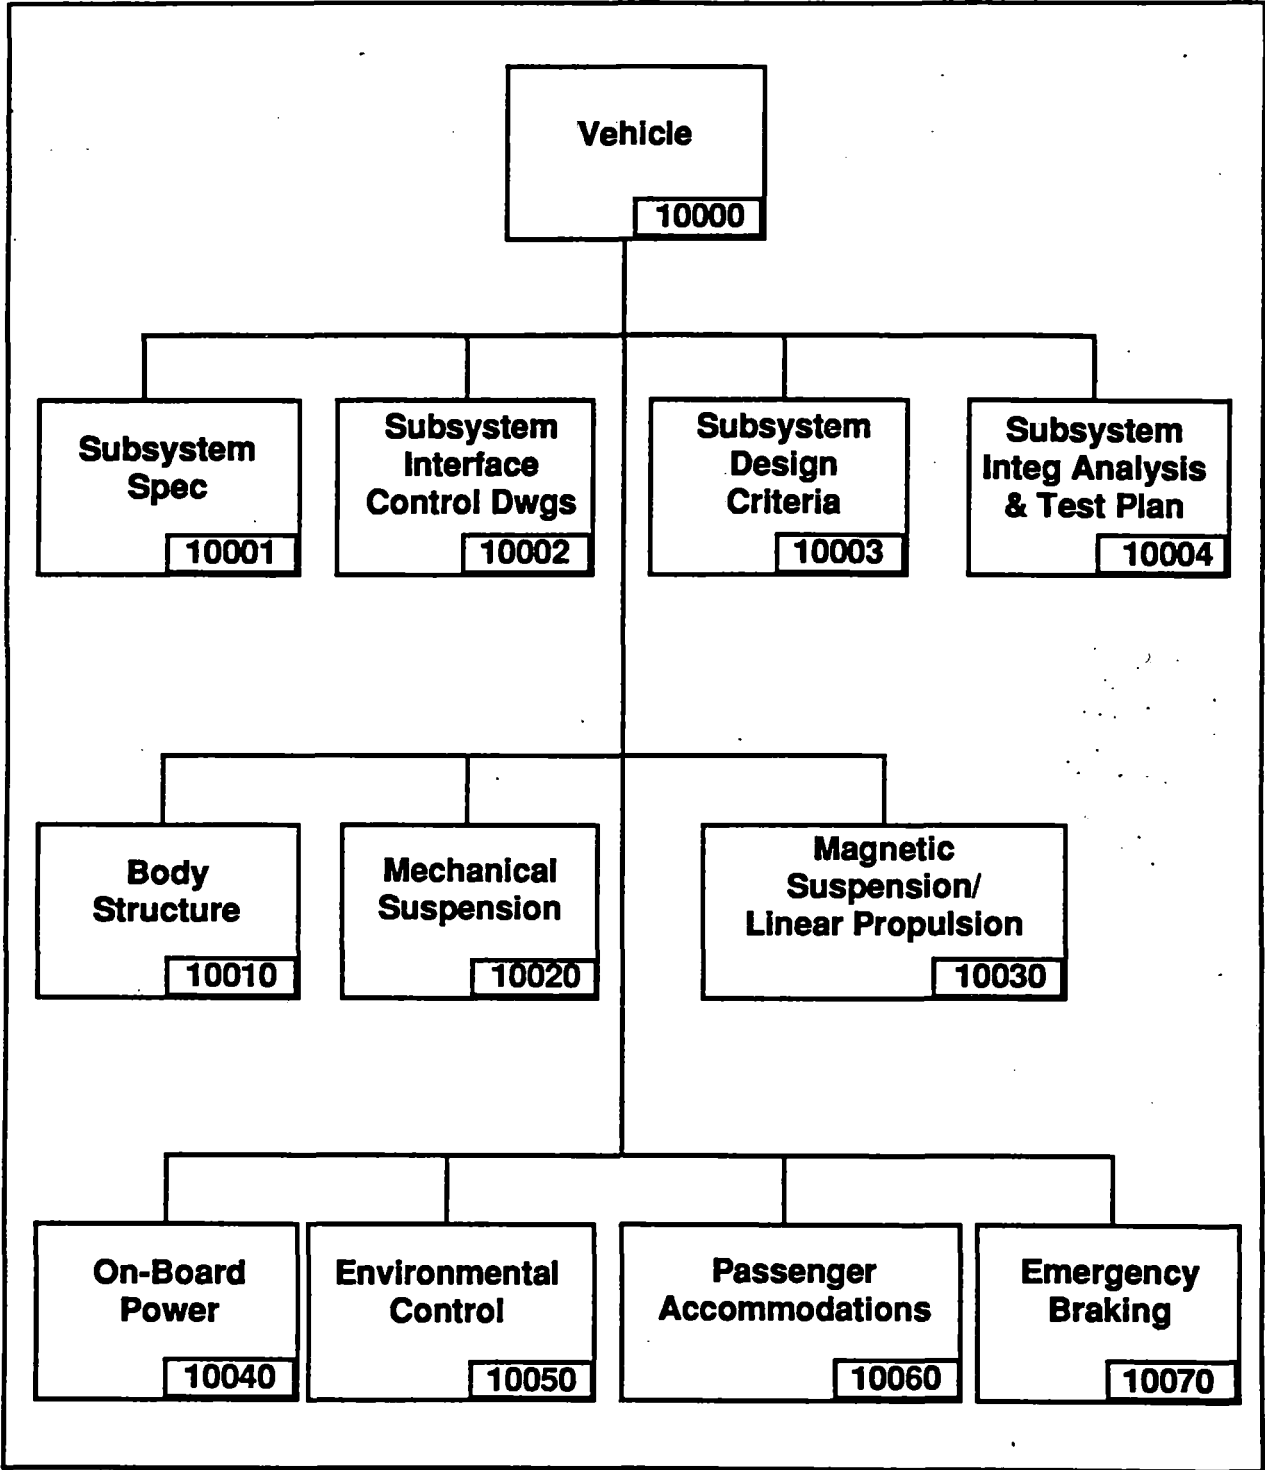 Vehicle
10000
Subsystem
Spec
10001
Subsystem
Interface
Control Dwgs
10002
Subsystem
Design
Criteria
10003
Subsystem
Integ Analysis
& Test Plan
10004
Body
Structure
10010
Mechanical
Suspension
10020
Magnetic
Suspension/
Linear Propulsion
10030
On-Board
Power
10040
Environmental
Control
10050
Passenger
Accommodations
10060
Emergency
Braking
10070